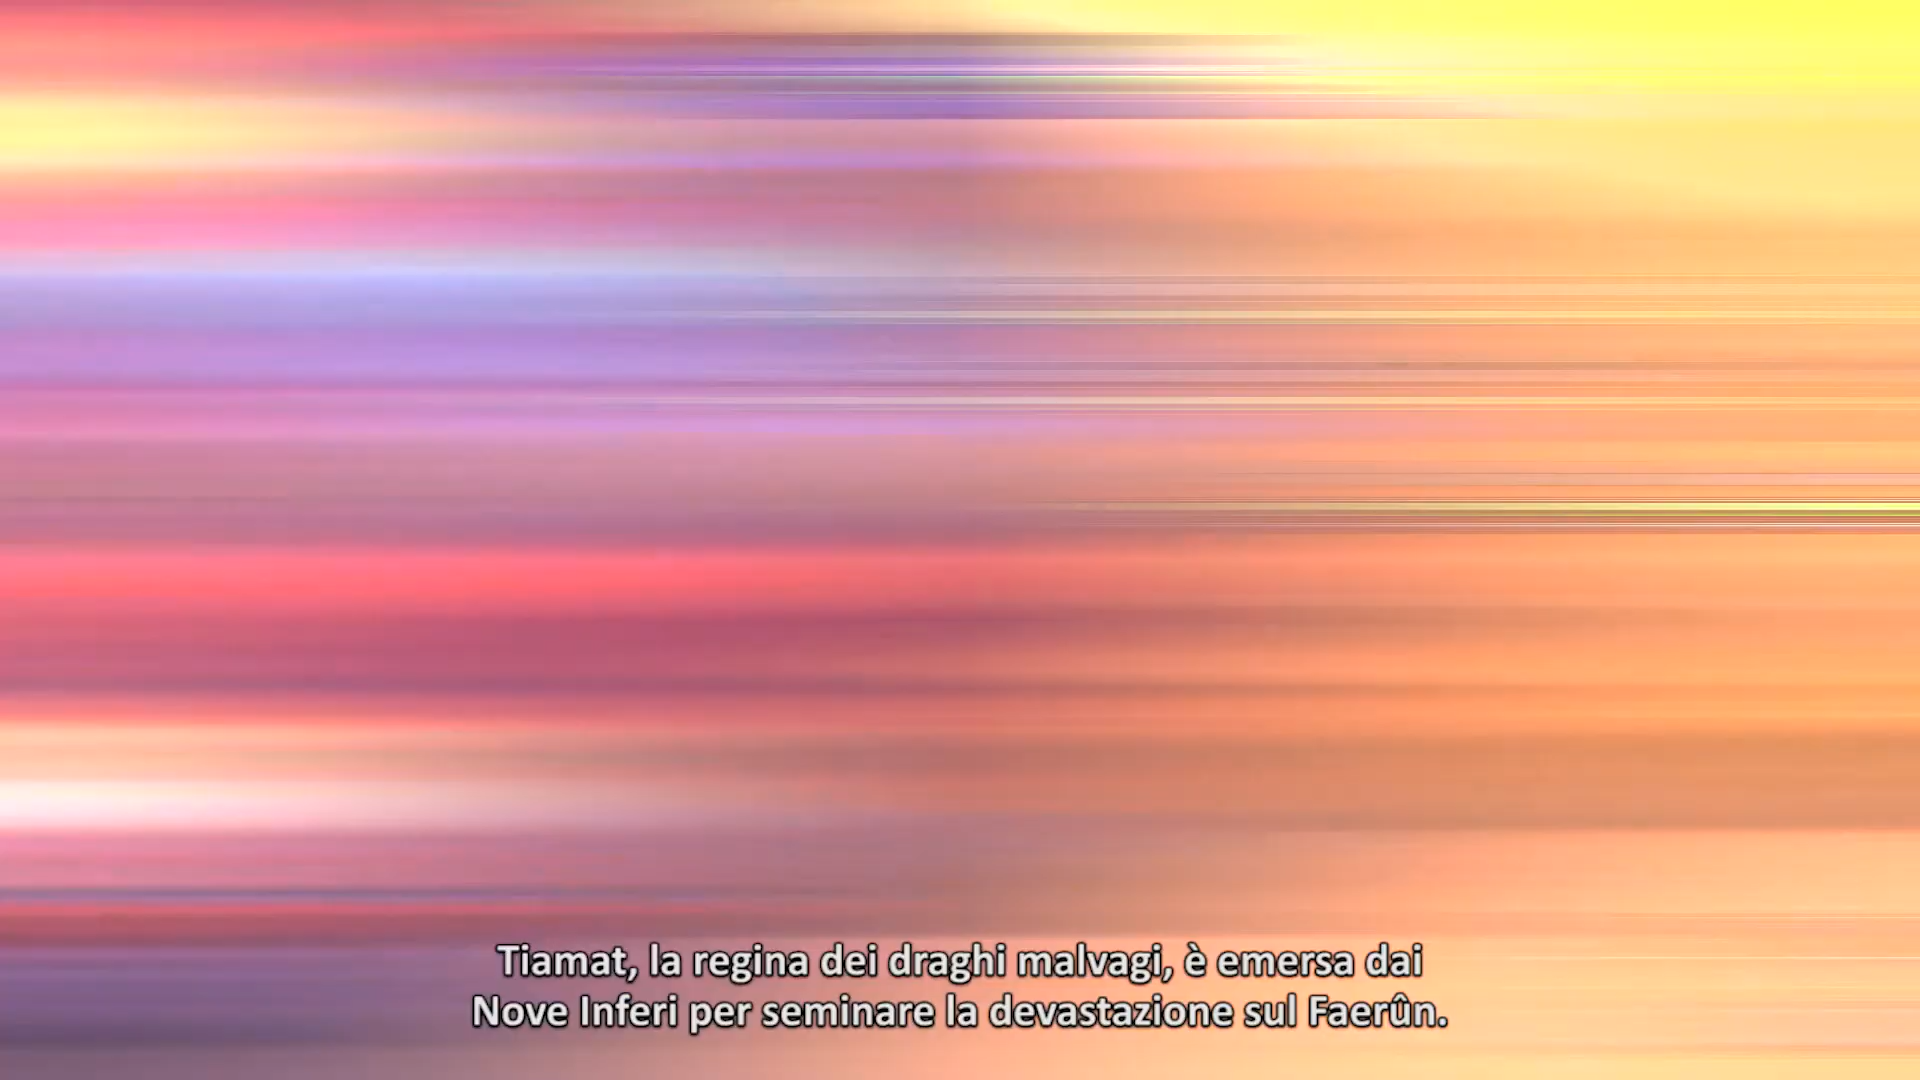 Tiamat, la regina dei draghi malvagi, è emersa dai
Nove Inferi per seminare la devastazione sul Faerûn.